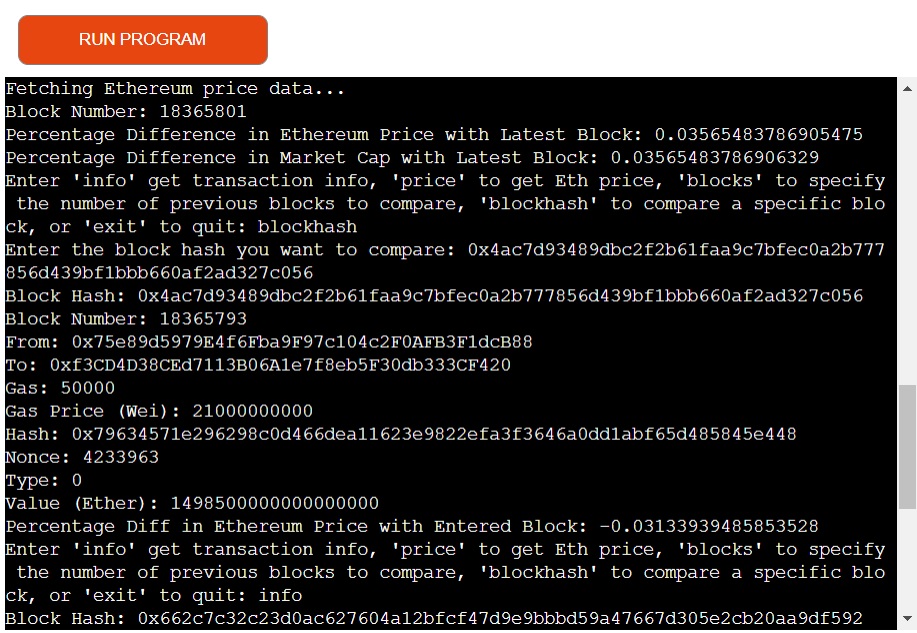 RUN PROGRAM
Fetching Ethereum price data...
Block Number: 18365801
Percentage Difference in Ethereum Price with Latest Block: 0.03565483786905475
Percentage Difference in Market Cap with Latest Block: 0.03565483786906329
Enter 'info' get transaction info, 'price' to get Eth price, 'blocks' to specify
 the number of previous blocks to compare, 'blockhash' to compare a specific blo
ck, or 'exit' to quit: blockhash
Enter the block hash you want to compare: 0x4ac7d93489dbc2f2b61faa9c7bfec0a2b777
856d439bf1bbb660af2ad327c056
Block Hash: 0x4ac7d93489dbc2f2b61faa9c7bfec0a2b777856d439bf1bbb660af2ad327c056
Block Number: 18365793
From: 0x75e89d5979E4f6Fba9F97c104c2F0AFB3F1dcB88
To: 0xf3CD4D38CEd7113B06A1e7f8eb5F30db333CF420
Gas: 50000
Gas Price (Wei): 21000000000
Hash: 0x79634571e296298c0d466dea11623e9822efa3f3646a0dd1abf65d485845e448
Nonce: 4233963
Type: 0
Value (Ether): 1498500000000000000
Percentage Diff in Ethereum Price with Entered Block: -0.03133939485853528
Enter 'info' get transaction info, 'price' to get Eth price, 'blocks' to specify
 the number of previous blocks to compare, 'blockhash' to compare a specific blo
ck, or 'exit' to quit: info
Block Hash: 0x662c7c32c23d0ac627604a12bfcf47d9e9bbbd59a47667d305e2cb20aa9df592